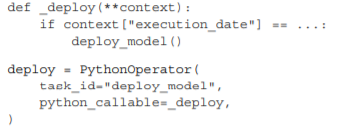 def _deploy(**context):
    if context["execution_date"] == ...:
        deploy_model()

deploy = PythonOperator(
    task_id="deploy_model",
    python_callable=_deploy,
)